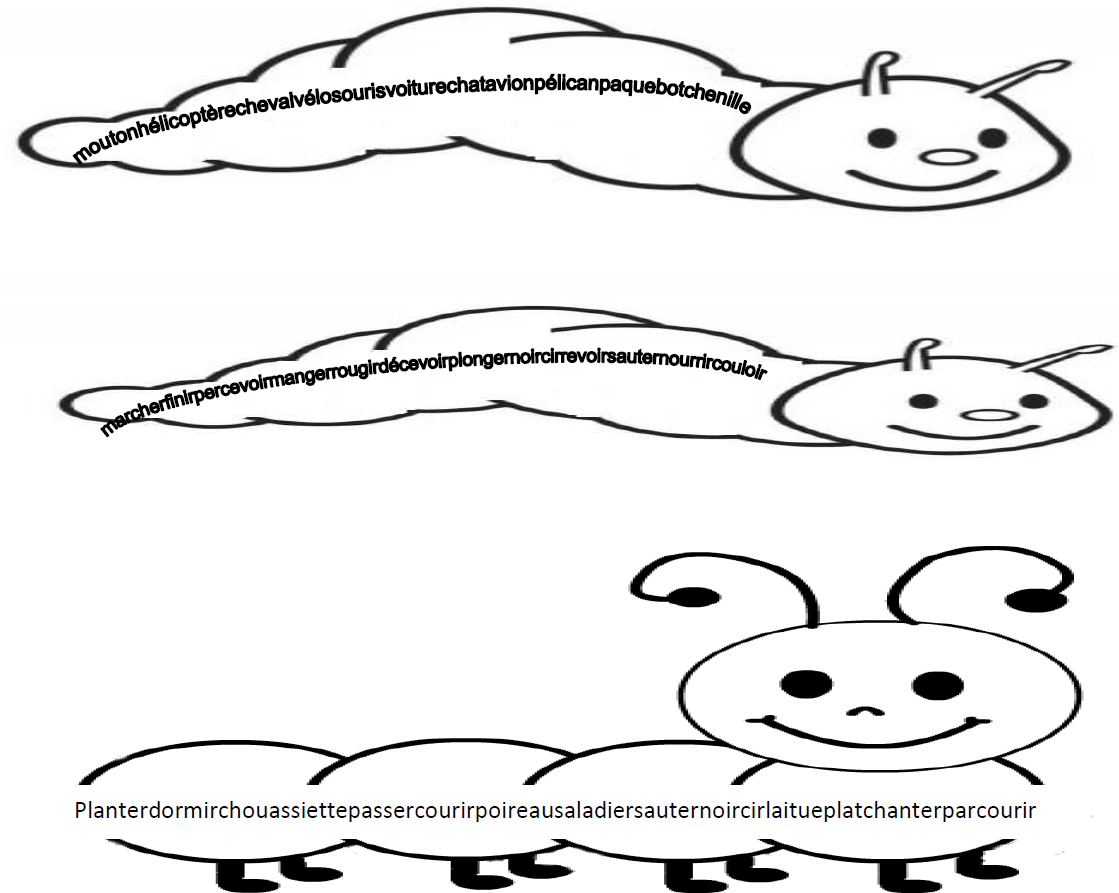 moutonhélicoptèrechevalvélosourisvoiturechatavionpélicanpaquebotchenille
marcherfinirpercevoirmangerrougirdécevoirplongernoircirrevoirsauternourrircouloir
Planterdormirchouassiettepassercourirpoireausaladiersauternoircirlaitueplatchanterparcourir